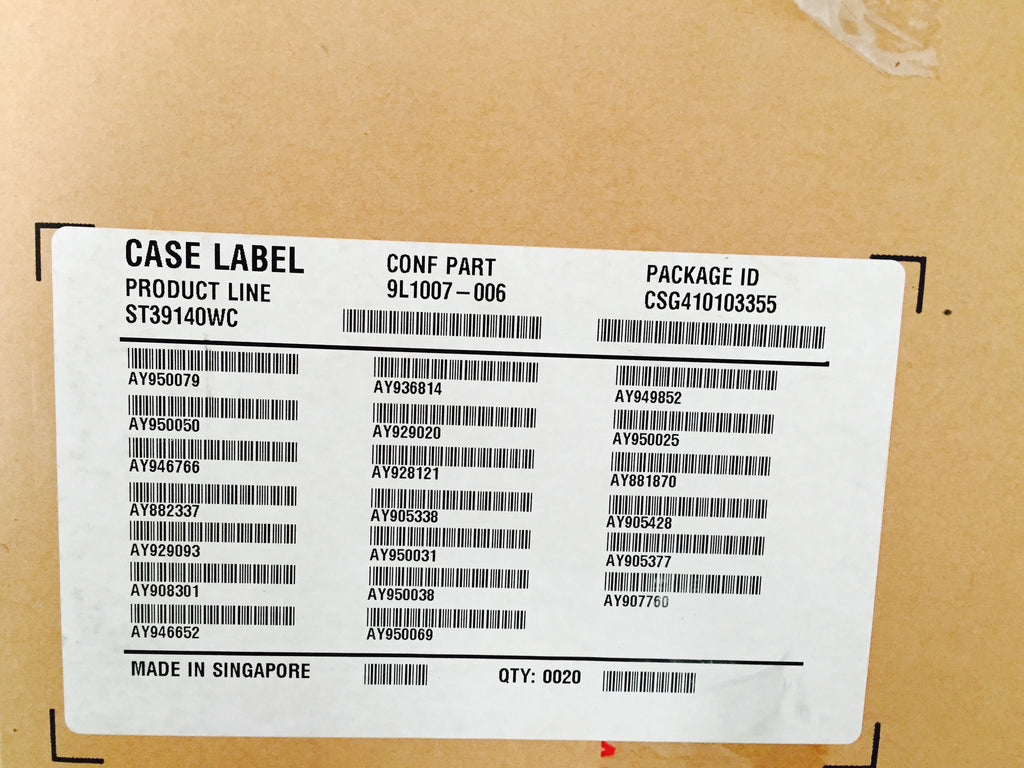 CASE LABEL
PRODUCT LINE
ST39140WC
CONF PART
9L1007-006
PACKAGE ID
CSG410103355
AY950079
AY950050
AY946766
AY882337
AY929093
AY908301
AY946652
AY936814
AY929020
AY928121
AY905338
AY950031
AY950038
AY950069
AY949852
AY950025
AY881870
AY905428
AY905377
AY907760
MADE IN SINGAPORE
QTY: 0020